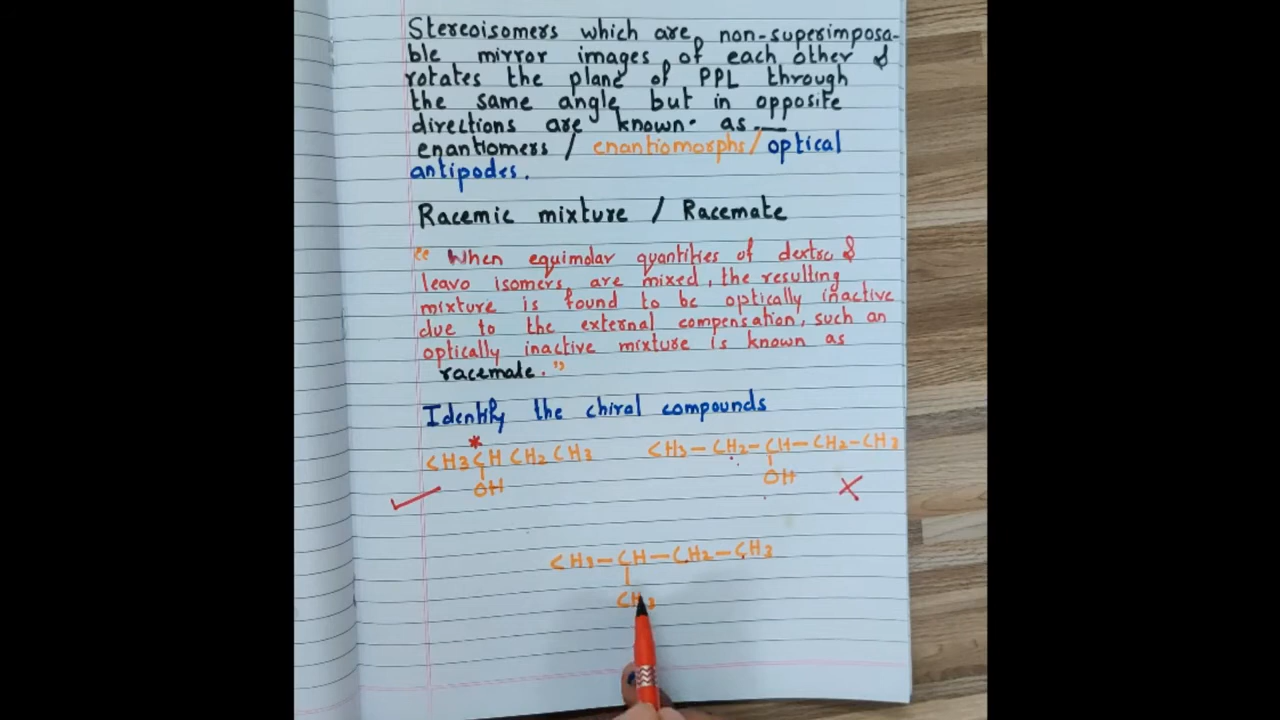 Stereoisomers which are non-superimposa-
ble mirror images of each other &
rotates the plane of PPL through
the same angle but in opposite
directions are known as
enantiomers / enantiomorphs/ optical
antipodes.
Racemic mixture / Racemate
" When equimolar quantities of dextro &
leavo isomers are mixed, the resulting
mixture is found to be optically inactive
due to the external compensation, such an
optically inactive mixture is known as
racemate. "
Identify the chiral compounds
*
CH3 CH CH2 CH3
OH
CH3 – CH2 – CH – CH2 – CH3
OH
CH3 – CH – CH2 – CH3
CH3